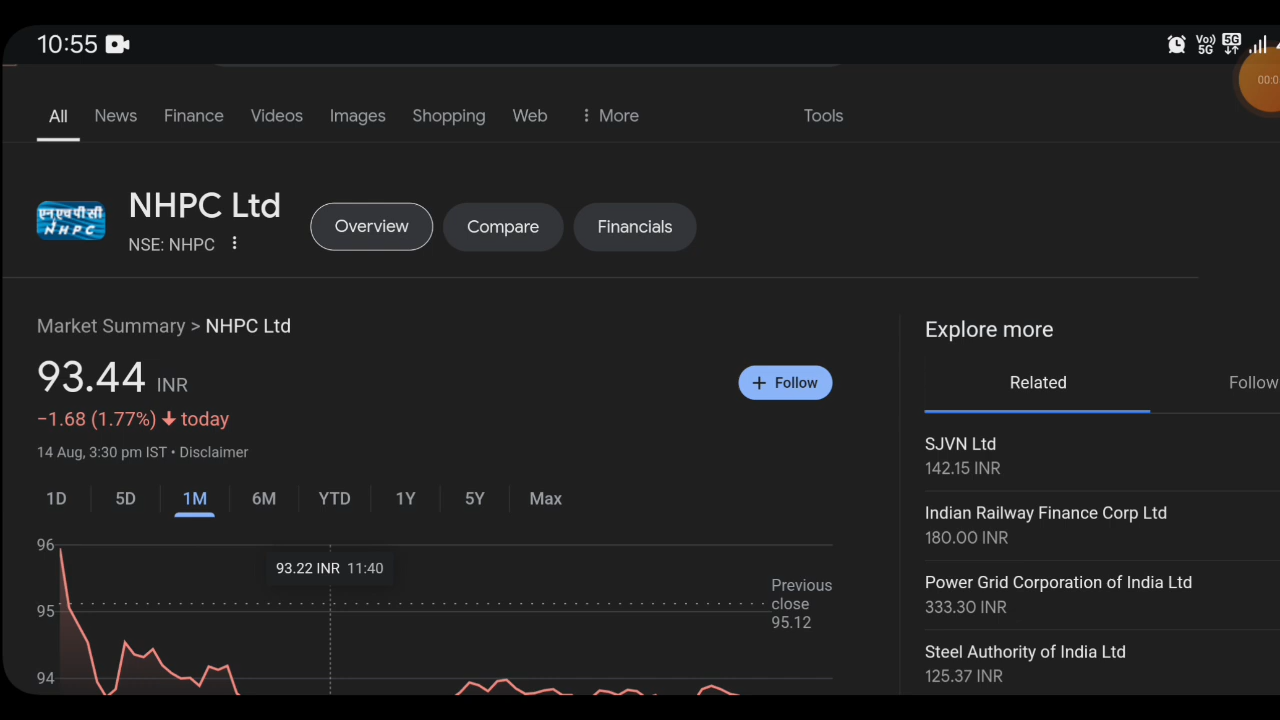 10:55
Vo)) 5G
5G
All News Finance Videos Images Shopping Web More Tools
एनएचपीसी
NHPC
NHPC Ltd
NSE: NHPC
Overview Compare Financials
Market Summary > NHPC Ltd
93.44 INR
+ Follow
−1.68 (1.77%) today
14 Aug, 3:30 pm IST • Disclaimer
1D 5D 1M 6M YTD 1Y 5Y Max
96
93.22 INR 11:40
95
Previous
close
95.12
94
Explore more
Related Follow
SJVN Ltd
142.15 INR
Indian Railway Finance Corp Ltd
180.00 INR
Power Grid Corporation of India Ltd
333.30 INR
Steel Authority of India Ltd
125.37 INR